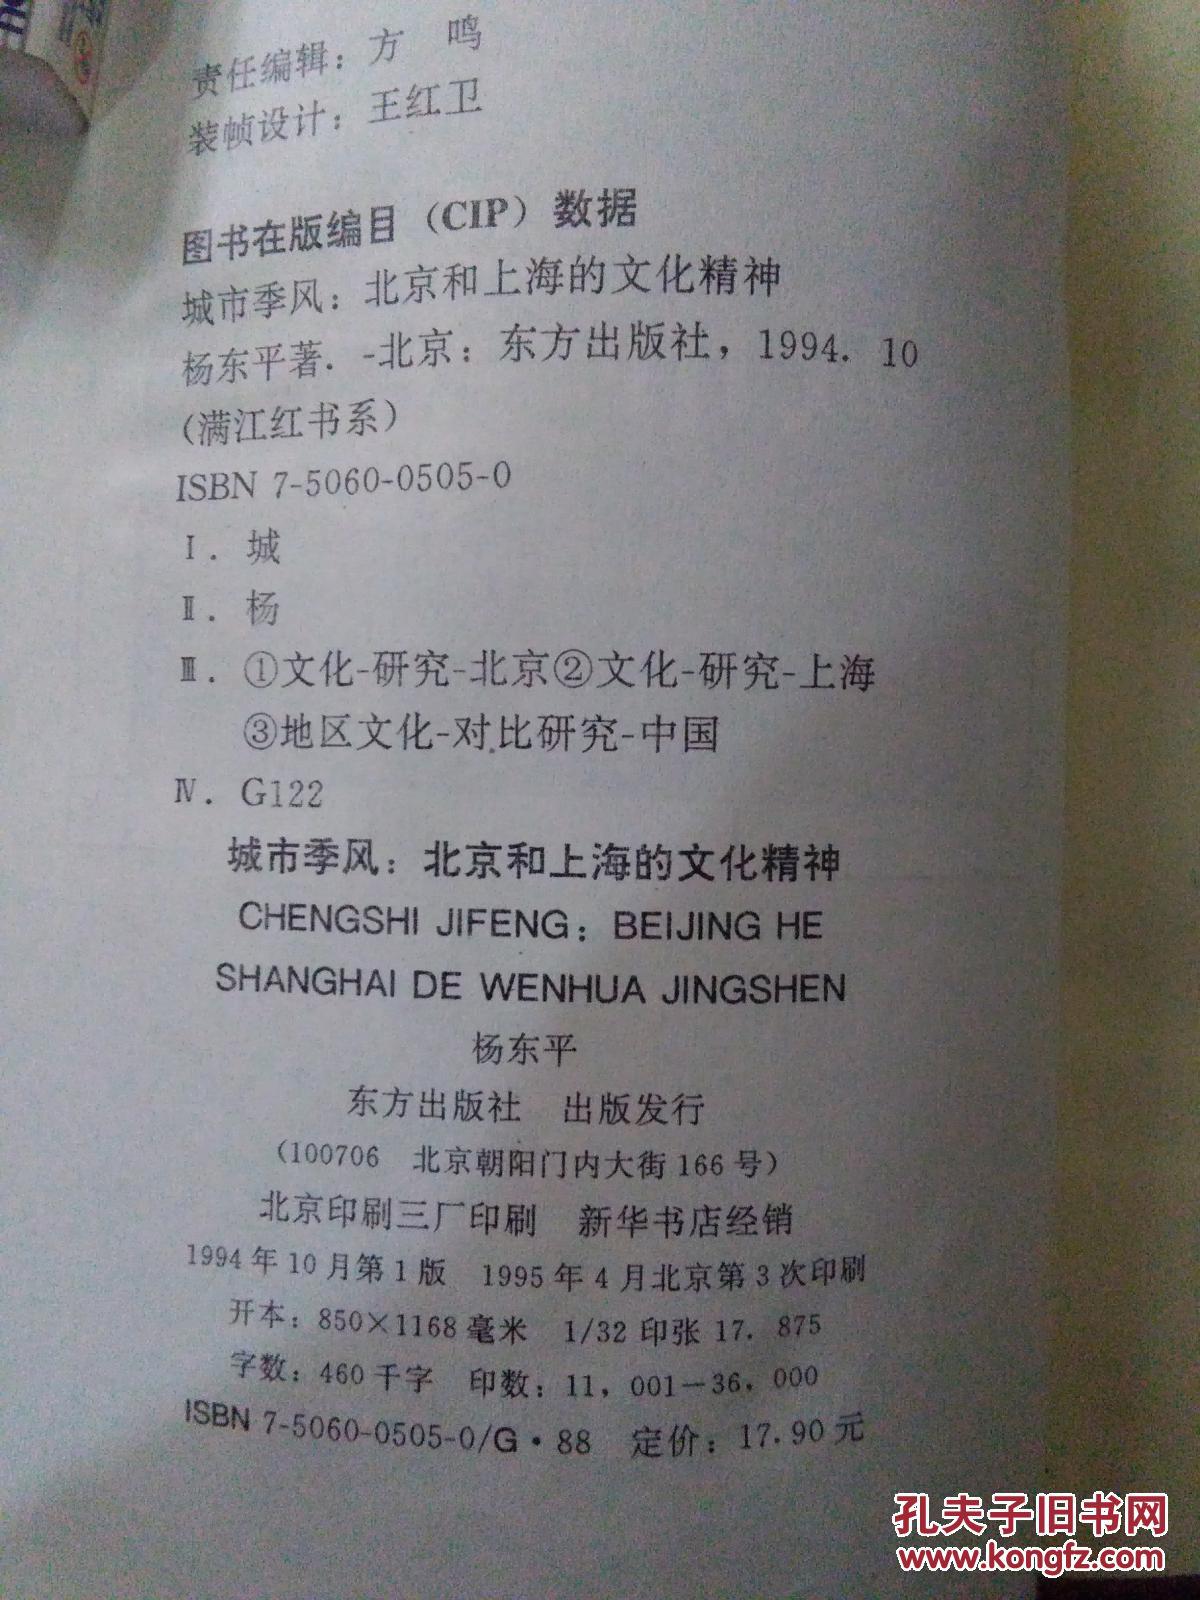 责任编辑：方　鸣
装帧设计：王红卫
图书在版编目（CIP）数据
城市季风：北京和上海的文化精神
杨东平著．-北京：东方出版社，1994．10
(满江红书系)
ISBN 7-5060-0505-0
Ⅰ．城
Ⅱ．杨
Ⅲ．①文化-研究-北京②文化-研究-上海
③地区文化-对比研究-中国
Ⅳ．G122
城市季风：北京和上海的文化精神
CHENGSHI JIFENG：BEIJING HE
SHANGHAI DE WENHUA JINGSHEN
杨东平
东方出版社　出版发行
（100706　北京朝阳门内大街166号）
北京印刷三厂印刷　新华书店经销
1994年10月第1版　1995年4月北京第3次印刷
开本：850×1168毫米　1/32 印张 17．875
字数：460千字　印数：11，001—36，000
ISBN 7-5060-0505-0/G·88　定价：17.90元
孔夫子旧书网
www.kongfz.com